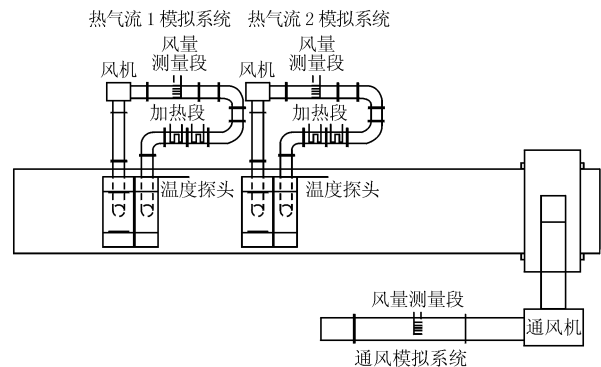 热气流1模拟系统 热气流2模拟系统
风量 风量
测量段 测量段
风机 风机
加热段 加热段
温度探头 温度探头
风量测量段
通风机
通风模拟系统